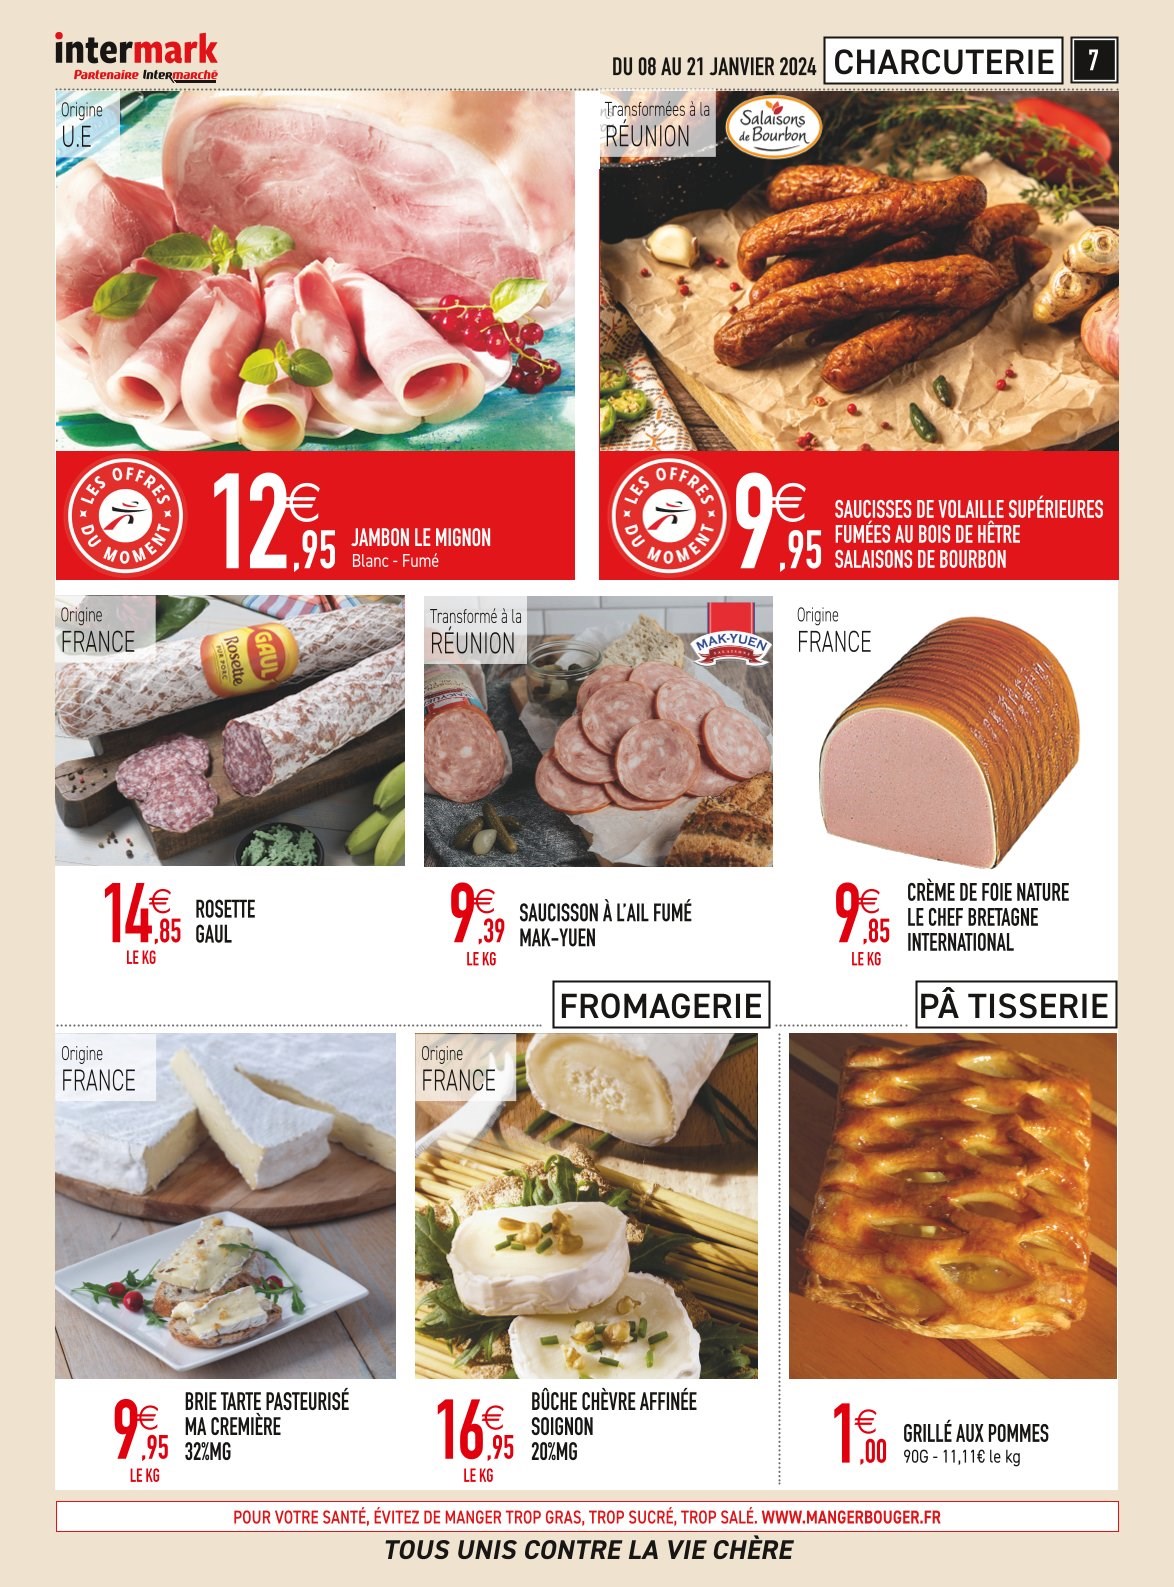 intermark
Partenaire Intermarché
DU 08 AU 21 JANVIER 2024
CHARCUTERIE
7
Origine
U.E
Transformées à la
RÉUNION
Salaisons
de Bourbon
LES OFFRES
DU MOMENT
12€,95
JAMBON LE MIGNON
Blanc - Fumé
LES OFFRES
DU MOMENT
9€,95
SAUCISSES DE VOLAILLE SUPÉRIEURES
FUMÉES AU BOIS DE HÊTRE
SALAISONS DE BOURBON
Origine
FRANCE
GAUL
Rosette
PUR PORC
Transformé à la
RÉUNION
MAK-YUEN
SALAISONS
MAK-YUEN
Origine
FRANCE
14€,85
LE KG
ROSETTE
GAUL
9€,39
LE KG
SAUCISSON À L'AIL FUMÉ
MAK-YUEN
9€,85
LE KG
CRÈME DE FOIE NATURE
LE CHEF BRETAGNE
INTERNATIONAL
FROMAGERIE
PÂ TISSERIE
Origine
FRANCE
Origine
FRANCE
9€,95
LE KG
BRIE TARTE PASTEURISÉ
MA CREMIÈRE
32%MG
16€,95
LE KG
BÛCHE CHÈVRE AFFINÉE
SOIGNON
20%MG
1€,00
GRILLÉ AUX POMMES
90G - 11,11€ le kg
POUR VOTRE SANTÉ, ÉVITEZ DE MANGER TROP GRAS, TROP SUCRÉ, TROP SALÉ. WWW.MANGERBOUGER.FR
TOUS UNIS CONTRE LA VIE CHÈRE